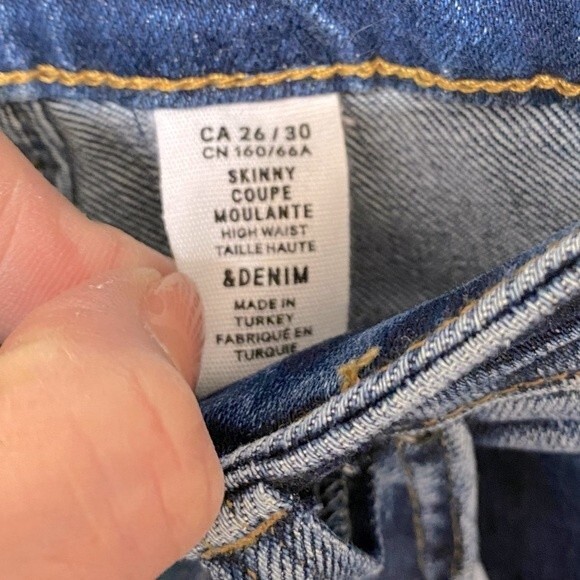 CA 26 / 30
CN 160/66A
SKINNY
COUPE
MOULANTE
HIGH WAIST
TAILLE HAUTE
&DENIM
MADE IN
TURKEY
FABRIQUÉ EN
TURQUIE